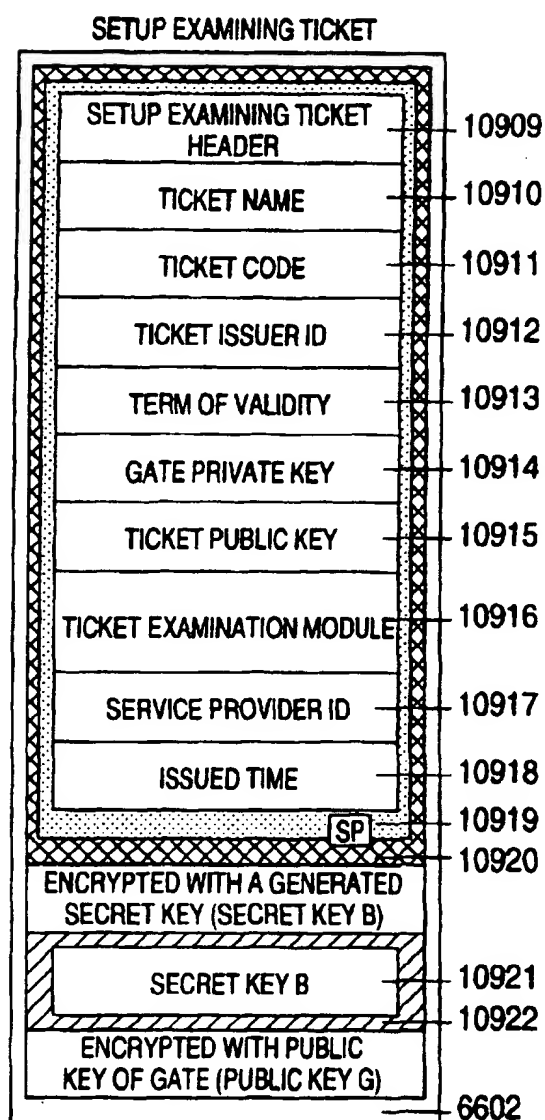 SETUP EXAMINING TICKET
SETUP EXAMINING TICKET
HEADER
10909
TICKET NAME
10910
TICKET CODE
10911
TICKET ISSUER ID
10912
TERM OF VALIDITY
10913
GATE PRIVATE KEY
10914
TICKET PUBLIC KEY
10915
TICKET EXAMINATION MODULE
10916
SERVICE PROVIDER ID
10917
ISSUED TIME
10918
SP
10919
10920
ENCRYPTED WITH A GENERATED
SECRET KEY (SECRET KEY B)
SECRET KEY B
10921
10922
ENCRYPTED WITH PUBLIC
KEY OF GATE (PUBLIC KEY G)
6602